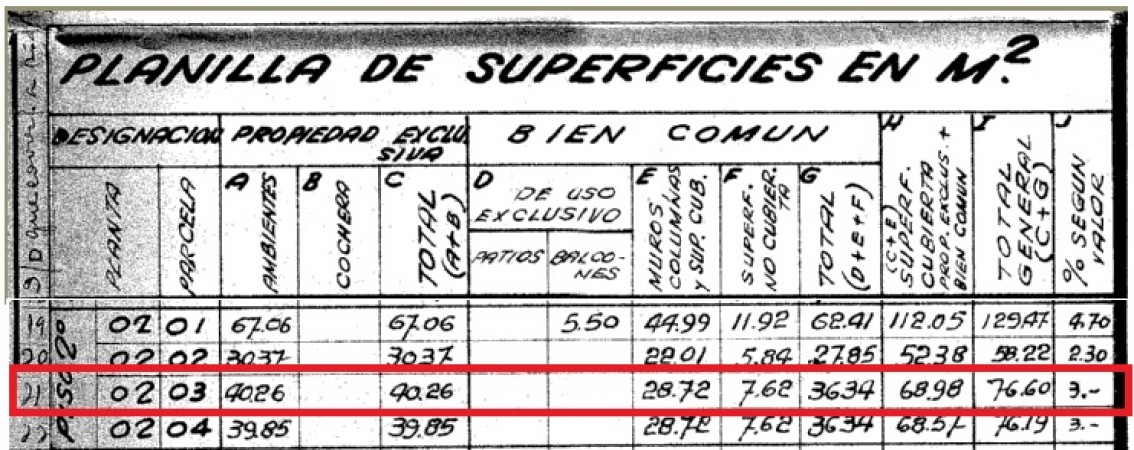 PLANILLA DE SUPERFICIES EN M.²
DESIGNACION PROPIEDAD EXCLUSIVA BIEN COMUN
PLANTA
PARCELA
A AMBIENTES
B COCHERA
C TOTAL (A+B)
D DE USO EXCLUSIVO
PATIOS BALCONES
E MUROS COLUMNAS Y SUP. CUB.
F SUPERF. NO CUBIERTA
G TOTAL (D+E+F)
H (C+E) SUPERF. CUBIERTA PROP. EXCLUS. + BIEN COMUN
I TOTAL GENERAL (C+G)
J % SEGUN VALOR
PISO 2º
19 02 01 67.06 67.06 5.50 44.99 11.92 62.41 112.05 129.47 4.70
20 02 02 30.37 30.37 22.01 5.84 27.85 52.38 58.22 2.30
21 02 03 40.26 40.26 28.72 7.62 36.34 68.98 76.60 3.-
02 04 39.85 39.85 28.72 7.62 36.34 68.57 76.19 3.-